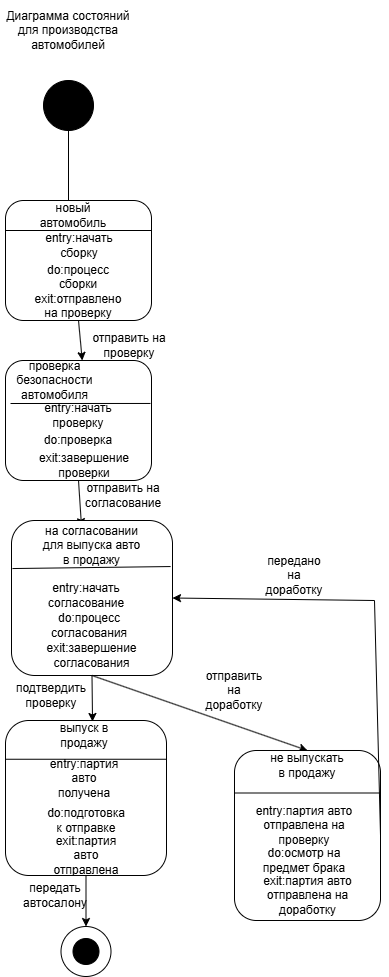 Диаграмма состояний
для производства
автомобилей
новый
автомобиль
entry:начать
сборку
do:процесс
сборки
exit:отправлено
на проверку
отправить на
проверку
проверка
безопасности
автомобиля
entry:начать
проверку
do:проверка
exit:завершение
проверки
отправить на
согласование
на согласовании
для выпуска авто
в продажу
entry:начать
согласование
do:процесс
согласования
exit:завершение
согласования
передано
на
доработку
подтвердить
проверку
отправить
на
доработку
выпуск в
продажу
entry:партия
авто
получена
do:подготовка
к отправке
exit:партия
авто
отправлена
не выпускать
в продажу
entry:партия авто
отправлена на
проверку
do:осмотр на
предмет брака
exit:партия авто
отправлена на
доработку
передать
автосалону